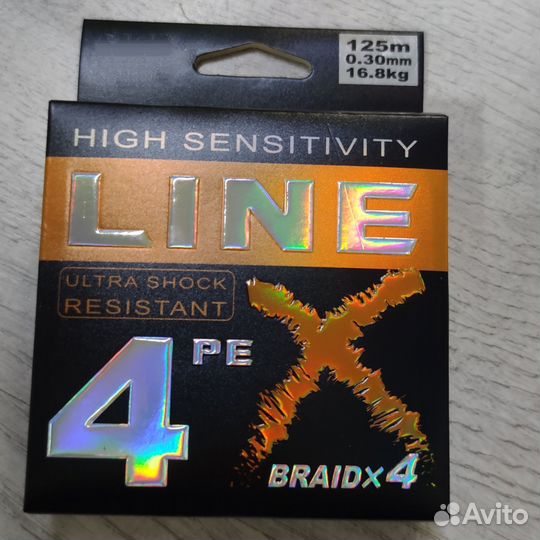 125m
0.30mm
16.8kg
HIGH SENSITIVITY
LINE
ULTRA SHOCK
RESISTANT
4 PE X
BRAIDX4
Avito